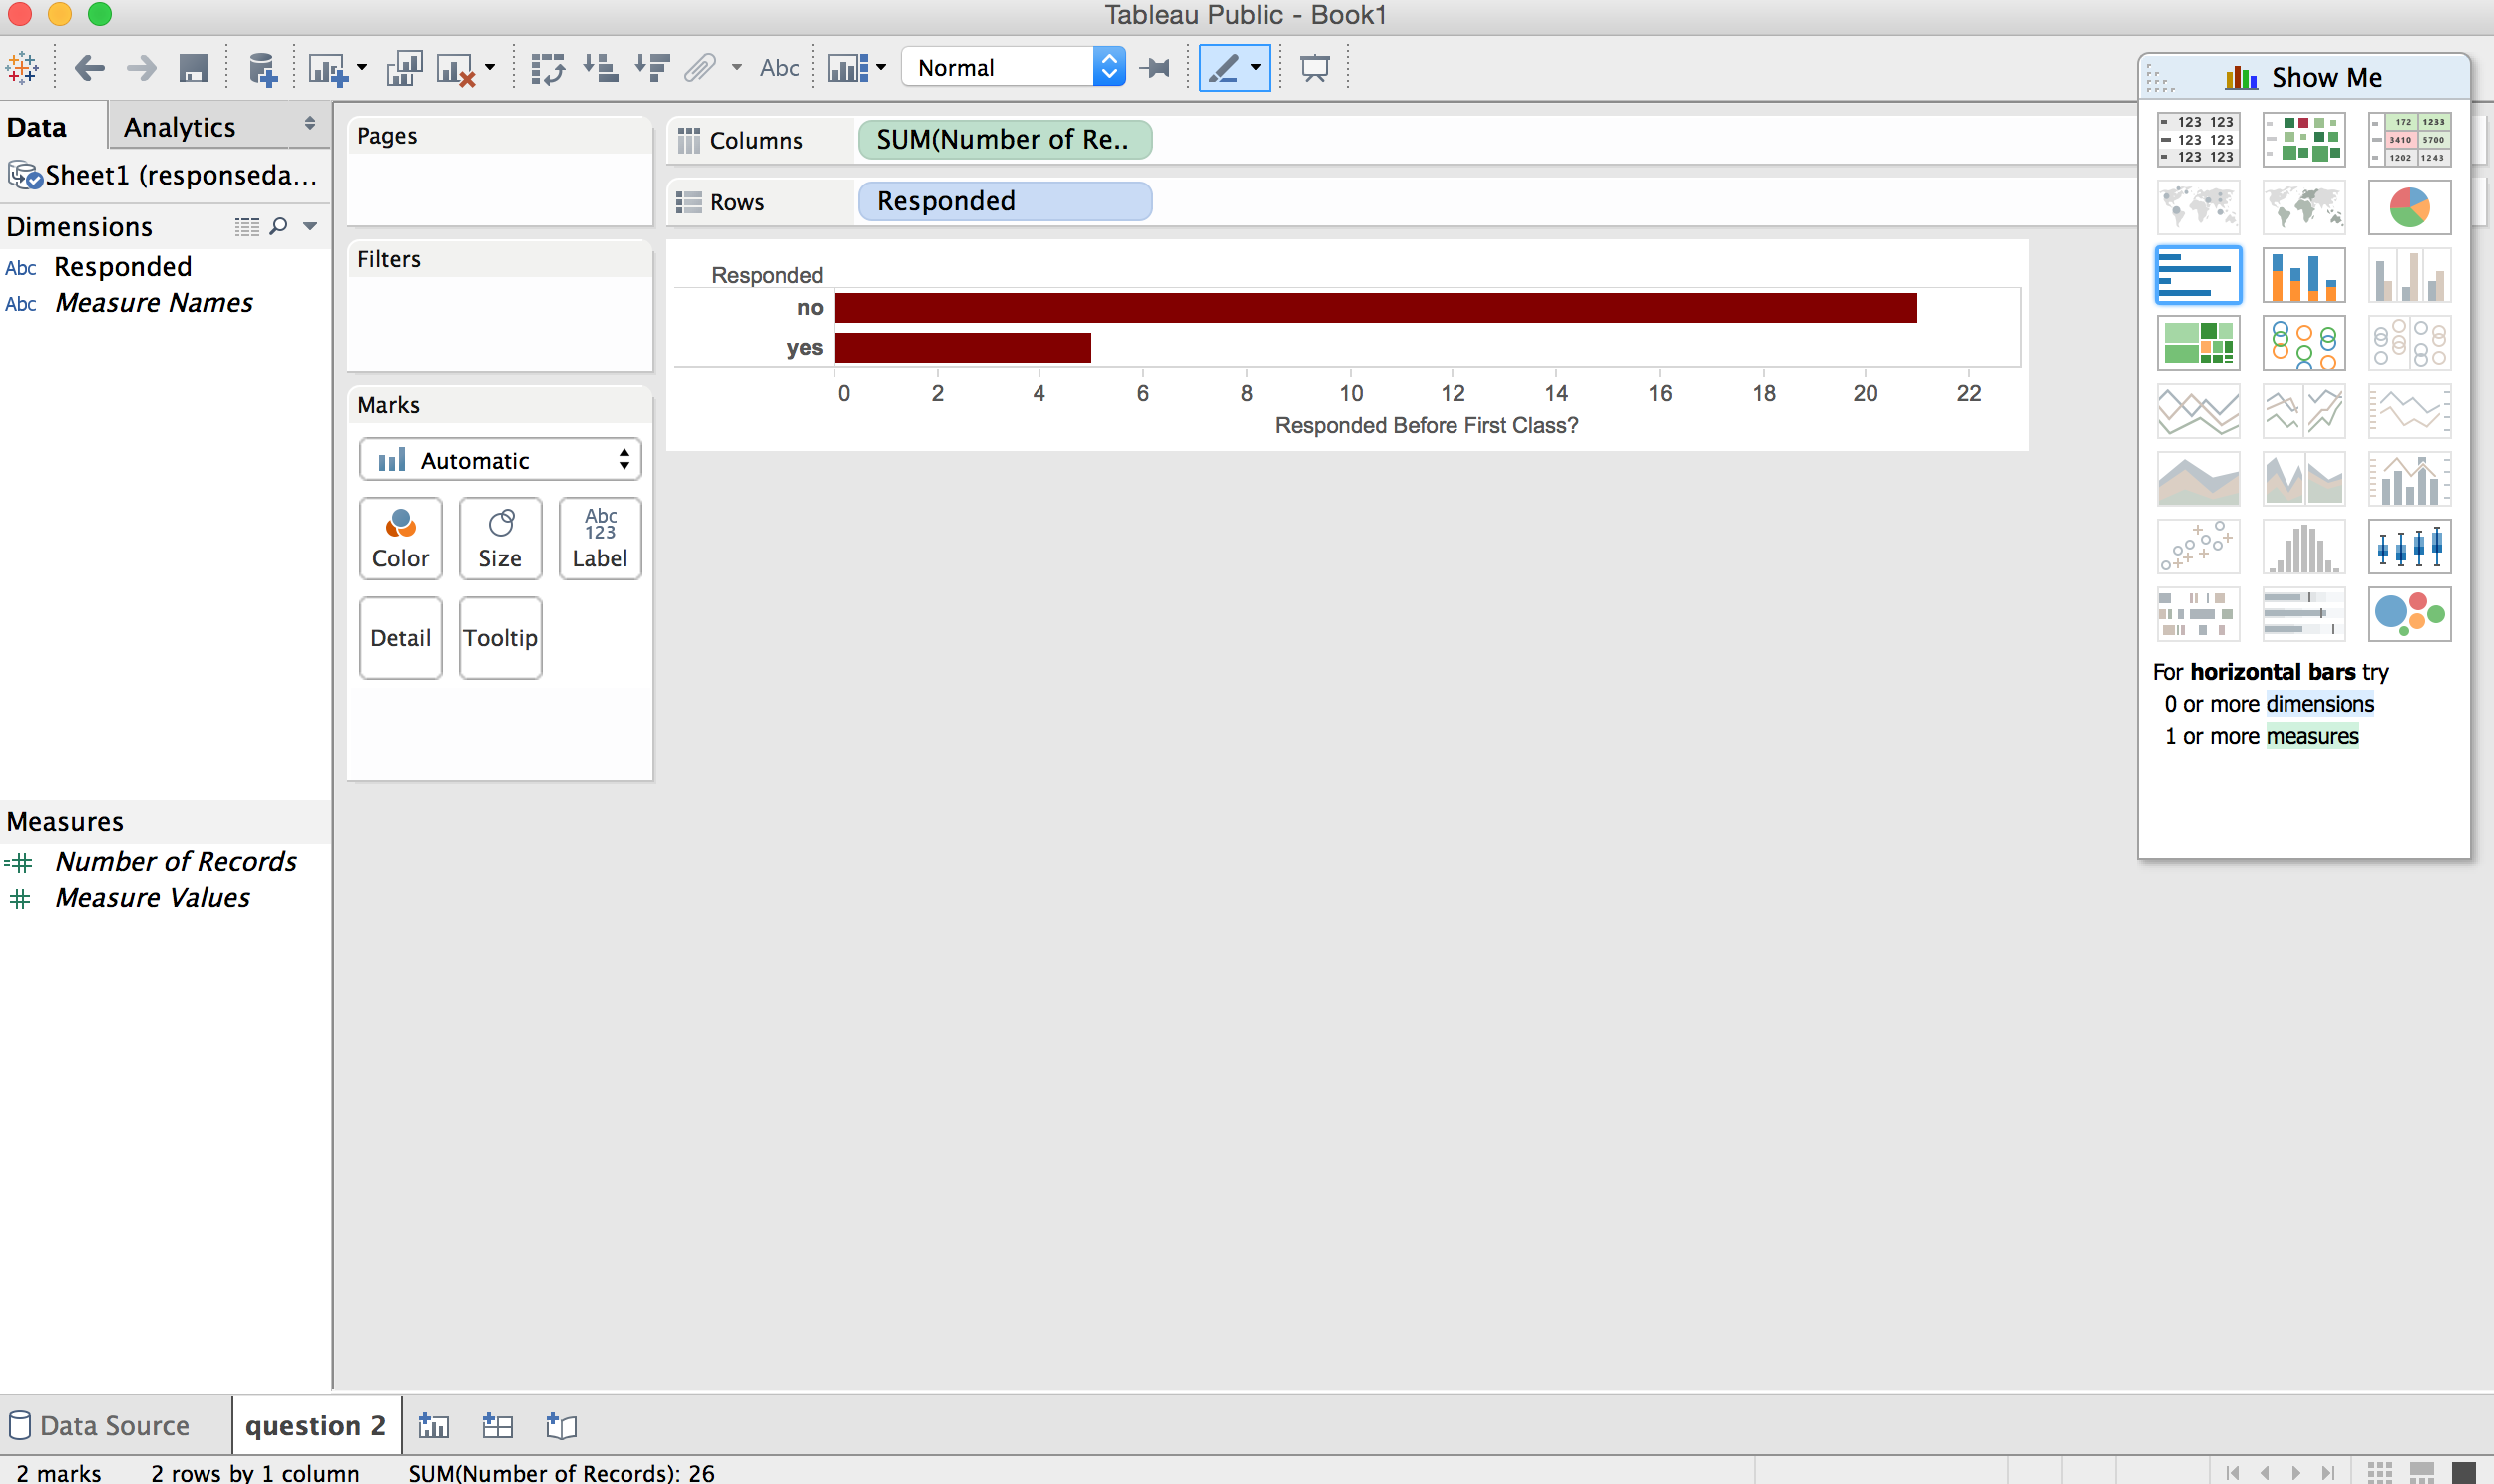 Tableau Public - Book1
Abc
Normal
Show Me
Data
Analytics
Sheet1 (responseda...
Dimensions
Abc Responded
Abc Measure Names
Measures
Number of Records
Measure Values
Pages
Filters
Marks
Automatic
Color
Size
Abc
123
Label
Detail
Tooltip
Columns SUM(Number of Re..
Rows Responded
Responded
no
yes
0 2 4 6 8 10 12 14 16 18 20 22
Responded Before First Class?
123 123
123 123
123 123
172 1233
3410 5700
1202 1243
For horizontal bars try
0 or more dimensions
1 or more measures
Data Source
question 2
2 marks 2 rows by 1 column SUM(Number of Records): 26